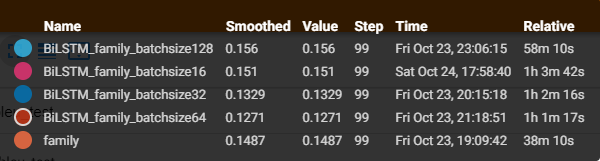 Name Smoothed Value Step Time Relative
BiLSTM_family_batchsize128 0.156 0.156 99 Fri Oct 23, 23:06:15 58m 10s
BiLSTM_family_batchsize16 0.151 0.151 99 Sat Oct 24, 17:58:40 1h 3m 42s
BiLSTM_family_batchsize32 0.1329 0.1329 99 Fri Oct 23, 20:15:18 1h 2m 16s
BiLSTM_family_batchsize64 0.1271 0.1271 99 Fri Oct 23, 21:18:51 1h 1m 17s
family 0.1487 0.1487 99 Fri Oct 23, 19:09:42 38m 10s